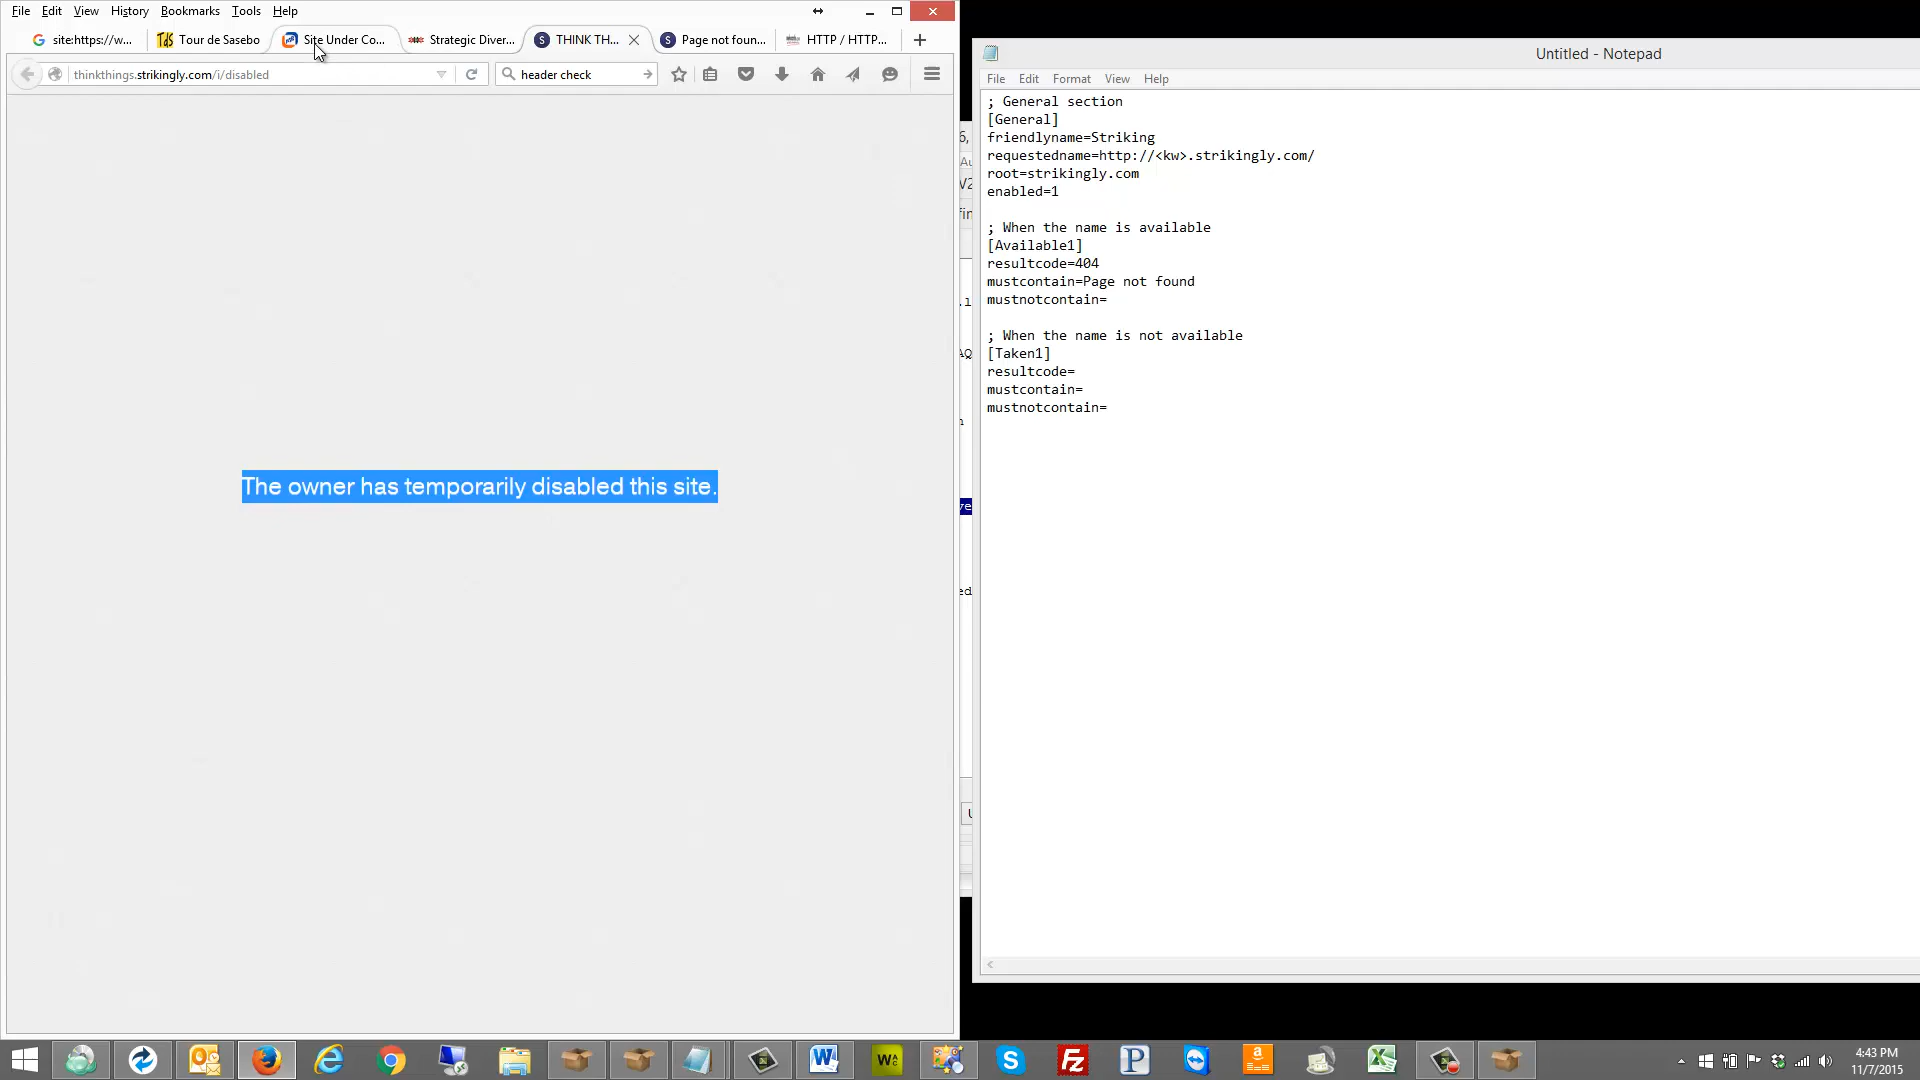 File Edit View History Bookmarks Tools Help
site:https://w...
Tour de Sasebo
Site Under Co...
Strategic Diver...
THINK TH...
Page not foun...
HTTP / HTTP...
thinkthings.strikingly.com/i/disabled
header check
The owner has temporarily disabled this site.
Untitled - Notepad
File Edit Format View Help
; General section
[General]
friendlyname=Striking
requestedname=http://<kw>.strikingly.com/
root=strikingly.com
enabled=1
; When the name is available
[Available1]
resultcode=404
mustcontain=Page not found
mustnotcontain=
; When the name is not available
[Taken1]
resultcode=
mustcontain=
mustnotcontain=
4:43 PM
11/7/2015